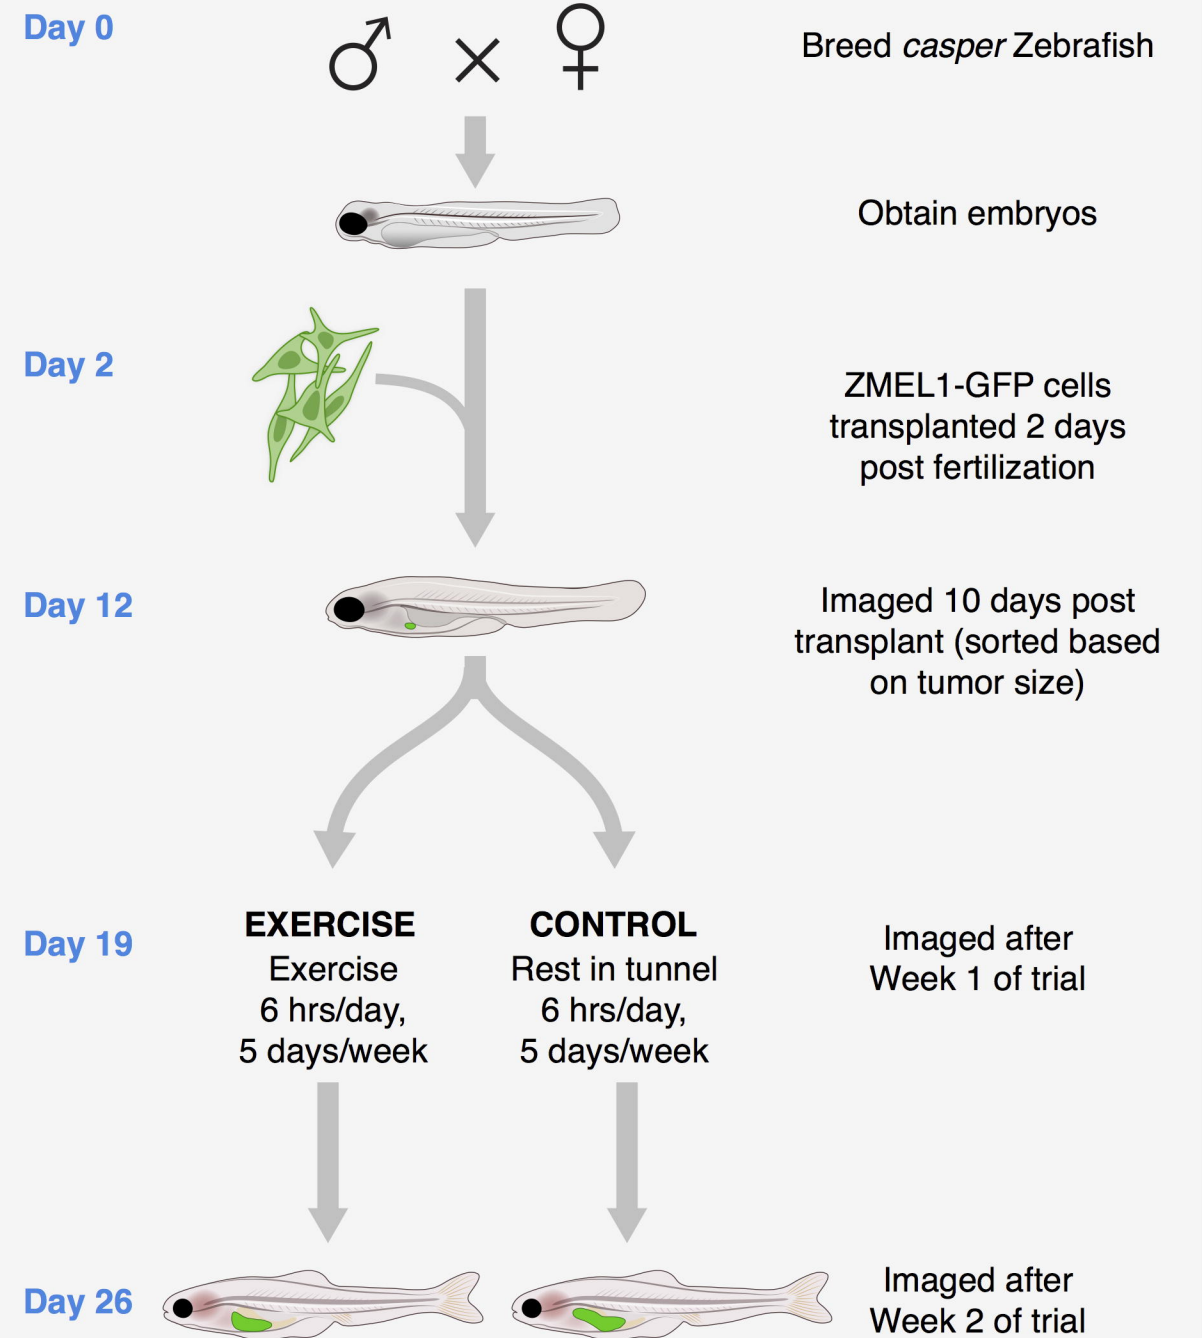 Day 0
Breed casper Zebrafish
Obtain embryos
Day 2
ZMEL1-GFP cells
transplanted 2 days
post fertilization
Day 12
Imaged 10 days post
transplant (sorted based
on tumor size)
Day 19
EXERCISE
Exercise
6 hrs/day,
5 days/week
CONTROL
Rest in tunnel
6 hrs/day,
5 days/week
Imaged after
Week 1 of trial
Day 26
Imaged after
Week 2 of trial